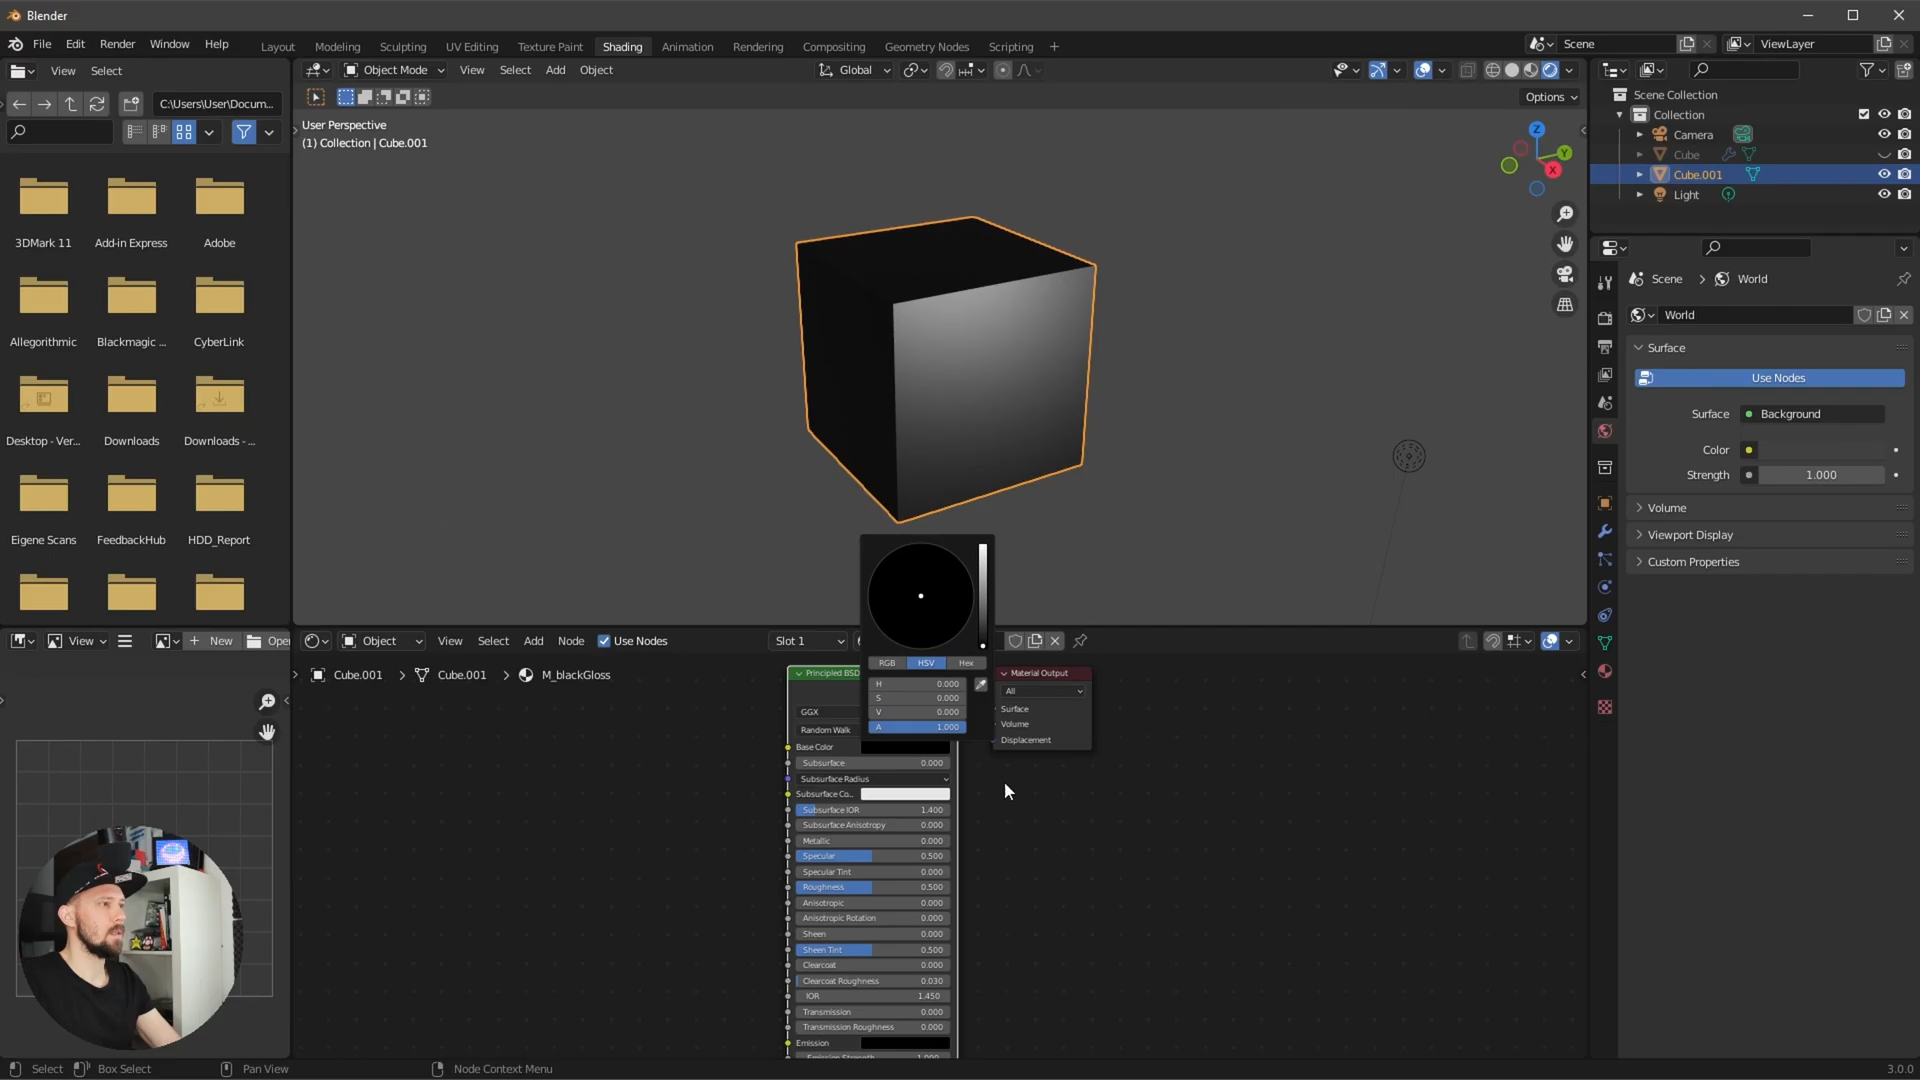 Blender
File Edit Render Window Help
Layout Modeling Sculpting UV Editing Texture Paint Shading Animation Rendering Compositing Geometry Nodes Scripting +
Scene
ViewLayer
View Select
Object Mode View Select Add Object
Global
C:\Users\User\Docum...
Options
User Perspective
(1) Collection | Cube.001
Z
Y
X
3DMark 11 Add-in Express Adobe
Allegorithmic Blackmagic ... CyberLink
Desktop - Ver... Downloads Downloads - ...
Eigene Scans FeedbackHub HDD_Report
Scene Collection
Collection
Camera
Cube
Cube.001
Light
Scene > World
World
Surface
Use Nodes
Surface Background
Color
Strength 1.000
Volume
Viewport Display
Custom Properties
View + New Open
Object View Select Add Node Use Nodes Slot 1
Cube.001 > Cube.001 > M_blackGloss
RGB HSV Hex
H 0.000
S 0.000
V 0.000
A 1.000
Principled BSD
GGX
Random Walk
Base Color
Subsurface 0.000
Subsurface Radius
Subsurface Co...
Subsurface IOR 1.400
Subsurface Anisotropy 0.000
Metallic 0.000
Specular 0.500
Specular Tint 0.000
Roughness 0.500
Anisotropic 0.000
Anisotropic Rotation 0.000
Sheen 0.000
Sheen Tint 0.500
Clearcoat 0.000
Clearcoat Roughness 0.030
IOR 1.450
Transmission 0.000
Transmission Roughness 0.000
Emission
Emission Strength 1.000
Material Output
All
Surface
Volume
Displacement
Select Box Select Pan View Node Context Menu 3.0.0